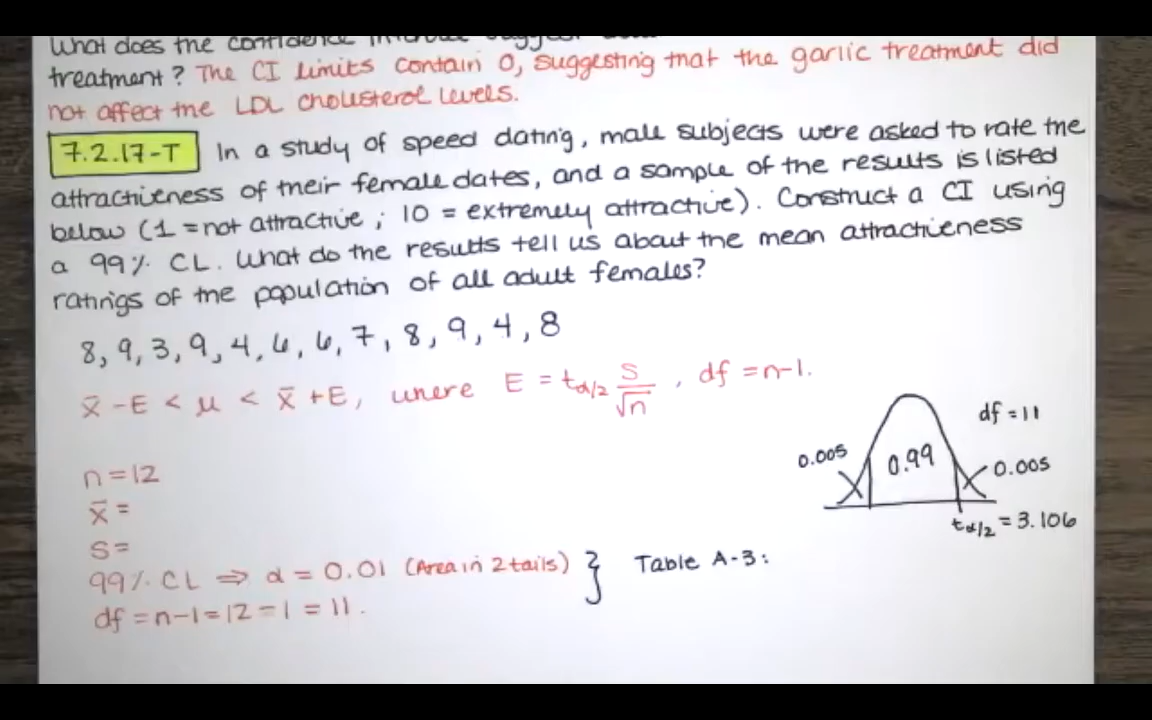 What does the confidence
treatment? The CI limits contain 0, suggesting that the garlic treatment did
not affect the LDL cholusterol levels.
7.2.17-T In a study of speed dating, male subjects were asked to rate the
attractiveness of their female dates, and a sample of the results is listed
below (1 = not attractive ; 10 = extremely attractive). Construct a CI using
a 99% CL. What do the results tell us about the mean attractiveness
ratings of the population of all adult females?
8, 9, 3, 9, 4, 6, 6, 7, 8, 9, 4, 8
x̄ - E < μ < x̄ + E, where E = tα/2 s/√n , df = n-1.
df = 11
0.005 0.99 0.005
n = 12
x̄ =
tα/2 = 3.106
s =
99% CL ⇒ α = 0.01 (Area in 2 tails) } Table A-3:
df = n-1 = 12-1 = 11.